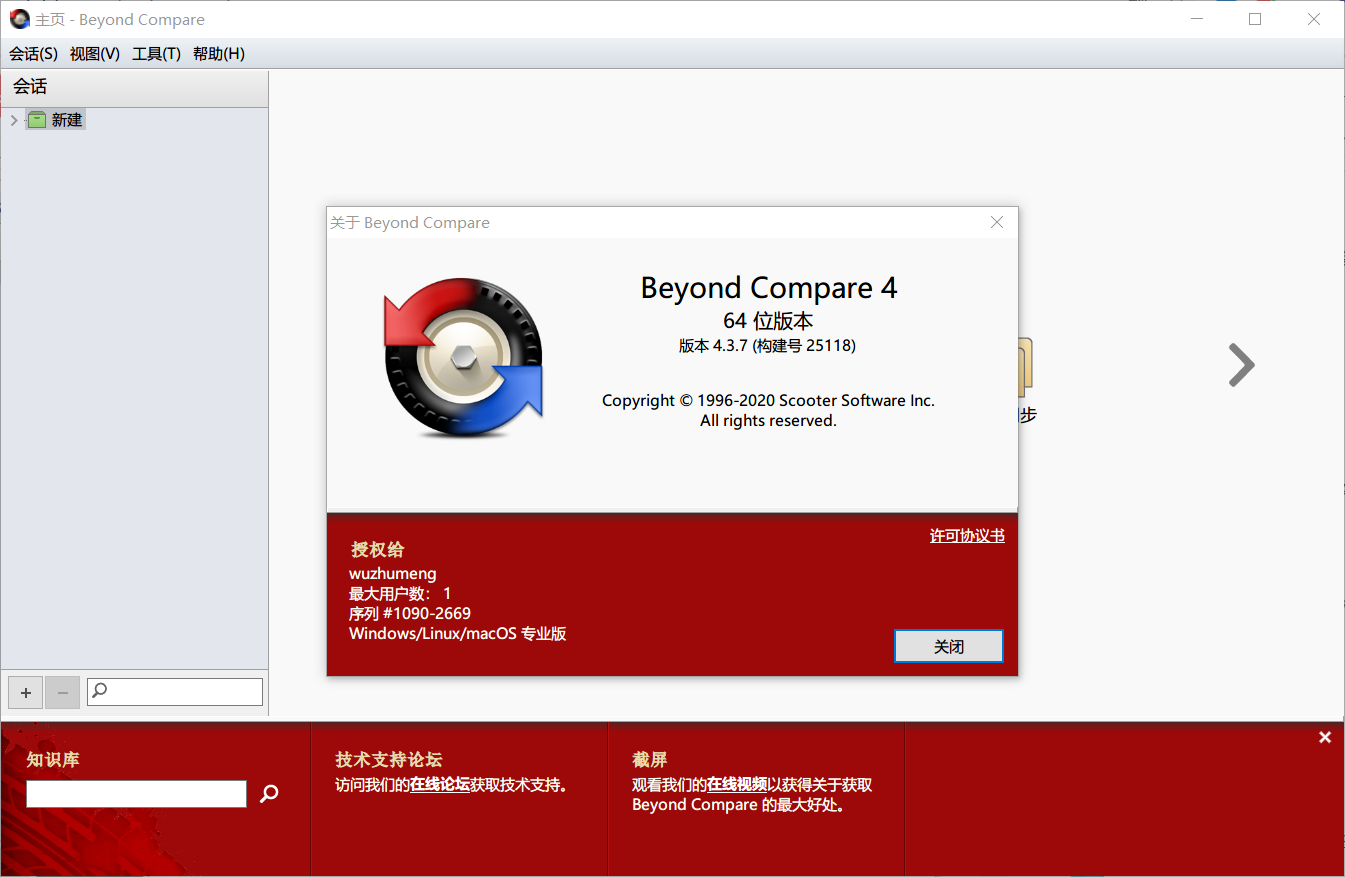 主页 - Beyond Compare
会话(S) 视图(V) 工具(T) 帮助(H)
会话
新建
关于 Beyond Compare
Beyond Compare 4
64 位版本
版本 4.3.7 (构建号 25118)
Copyright © 1996-2020 Scooter Software Inc.
All rights reserved.
步
许可协议书
授权给
wuzhumeng
最大用户数： 1
序列 #1090-2669
Windows/Linux/macOS 专业版
关闭
知识库
技术支持论坛
访问我们的在线论坛获取技术支持。
截屏
观看我们的在线视频以获得关于获取
Beyond Compare 的最大好处。